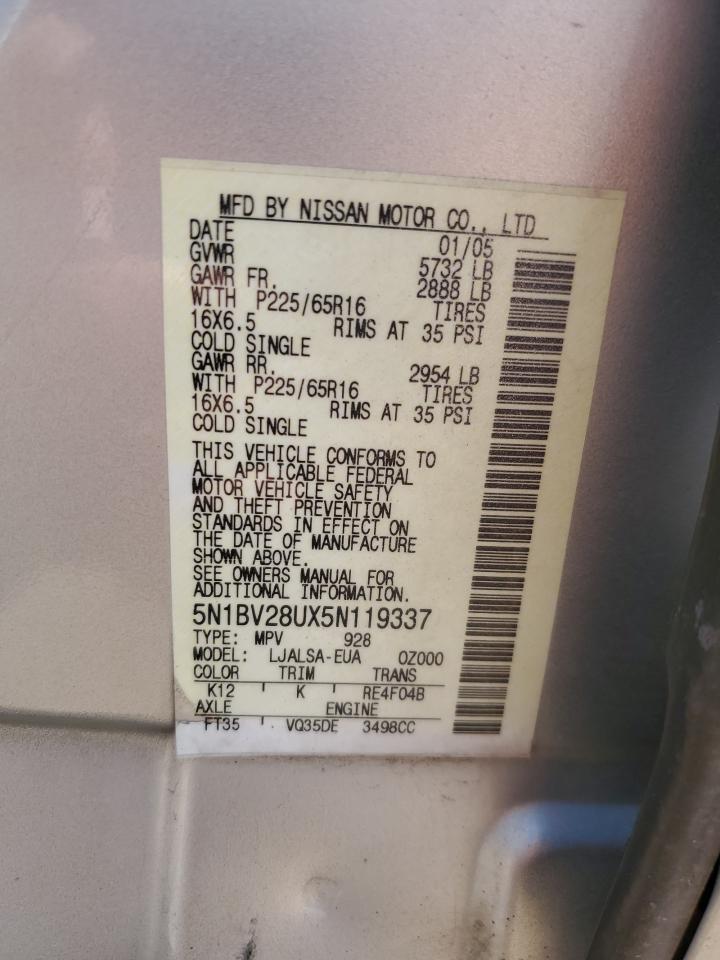 MFD BY NISSAN MOTOR CO., LTD
DATE 01/05
GVWR 5732 LB
GAWR FR. 2888 LB
WITH P225/65R16 TIRES
16X6.5 RIMS AT 35 PSI
COLD SINGLE
GAWR RR. 2954 LB
WITH P225/65R16 TIRES
16X6.5 RIMS AT 35 PSI
COLD SINGLE
THIS VEHICLE CONFORMS TO
ALL APPLICABLE FEDERAL
MOTOR VEHICLE SAFETY
AND THEFT PREVENTION
STANDARDS IN EFFECT ON
THE DATE OF MANUFACTURE
SHOWN ABOVE.
SEE OWNERS MANUAL FOR
ADDITIONAL INFORMATION.
5N1BV28UX5N119337
TYPE: MPV 928
MODEL: LJALSA-EUA 0Z000
COLOR TRIM TRANS
K12 K RE4F04B
AXLE ENGINE
FT35 VQ35DE 3498CC